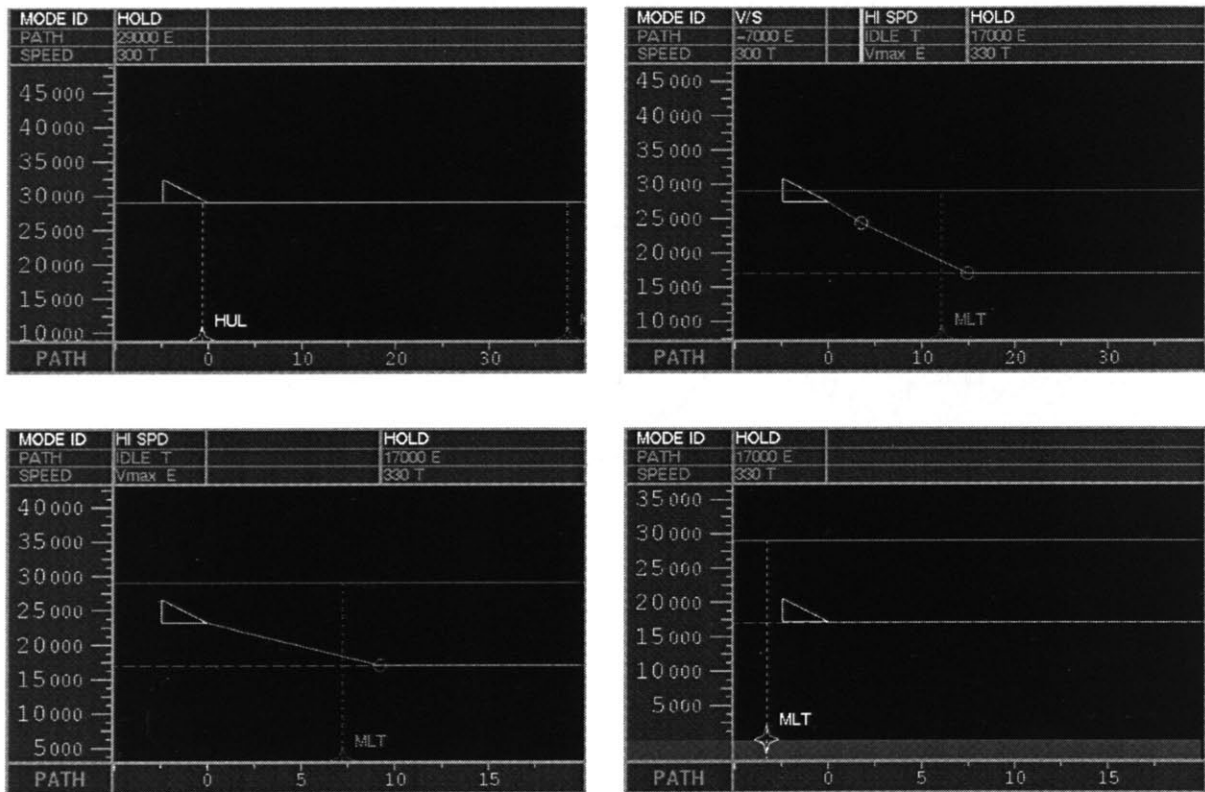 MODE ID HOLD
PATH 29000 E
SPEED 300 T
45000
40000
35000
30000
25000
20000
15000
10000
HUL
PATH 0 10 20 30
MODE ID V/S HI SPD HOLD
PATH -7000 E IDLE T 17000 E
SPEED 300 T Vmax E 330 T
45000
40000
35000
30000
25000
20000
15000
10000
MLT
PATH 0 10 20 30
MODE ID HI SPD HOLD
PATH IDLE T 17000 E
SPEED Vmax E 330 T
40000
35000
30000
25000
20000
15000
10000
5000
MLT
PATH 0 5 10 15
MODE ID HOLD
PATH 17000 E
SPEED 330 T
35000
30000
25000
20000
15000
10000
5000
MLT
PATH 0 5 10 15